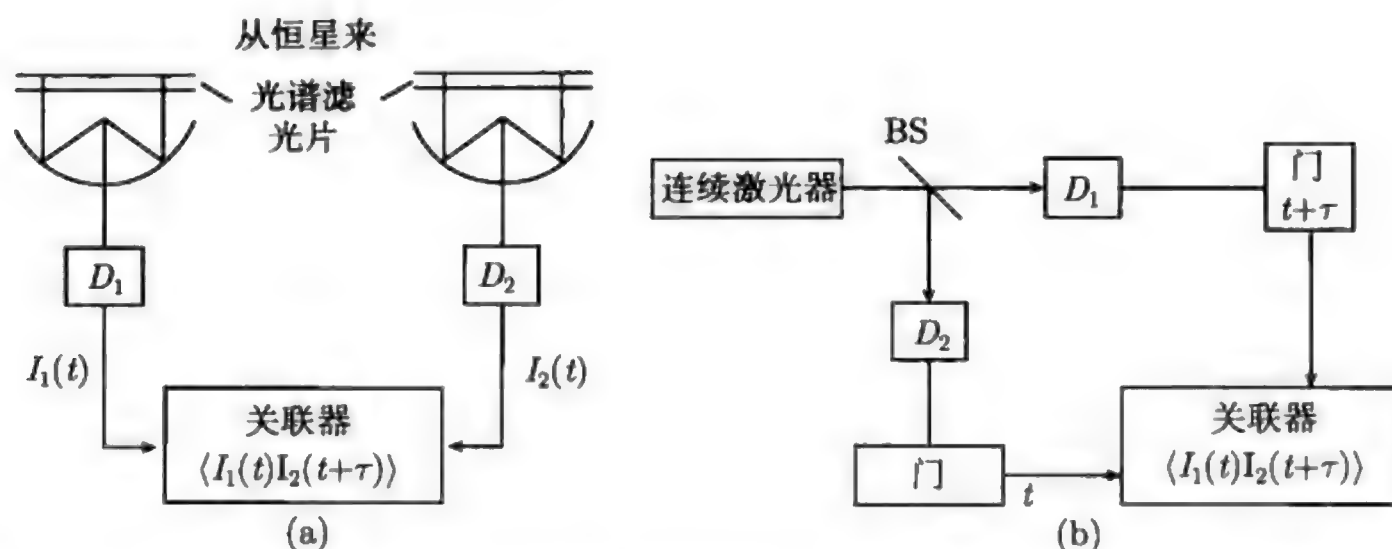 从恒星来
光谱滤
光片
D₁
D₂
I₁(t)
I₂(t)
关联器
⟨I₁(t)I₂(t+τ)⟩
(a)
BS
连续激光器
D₁
门
t+τ
D₂
门
t
关联器
⟨I₁(t)I₂(t+τ)⟩
(b)